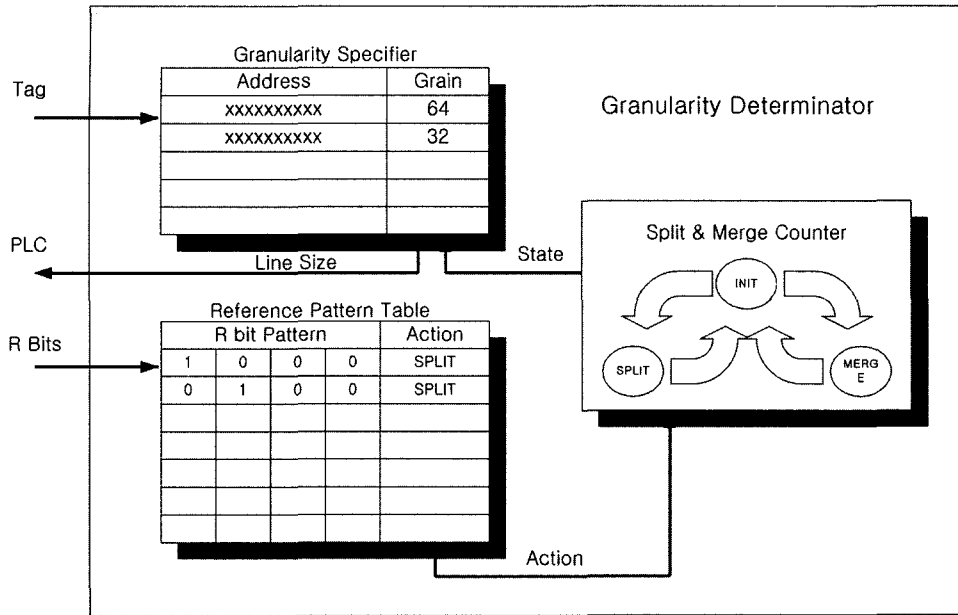 Granularity Specifier
Address Grain
Tag
xxxxxxxxxx 64
xxxxxxxxxx 32
Granularity Determinator
PLC
Line Size
State
Split & Merge Counter
INIT
SPLIT
MERG
E
Reference Pattern Table
R bit Pattern Action
R Bits
1 0 0 0 SPLIT
0 1 0 0 SPLIT
Action